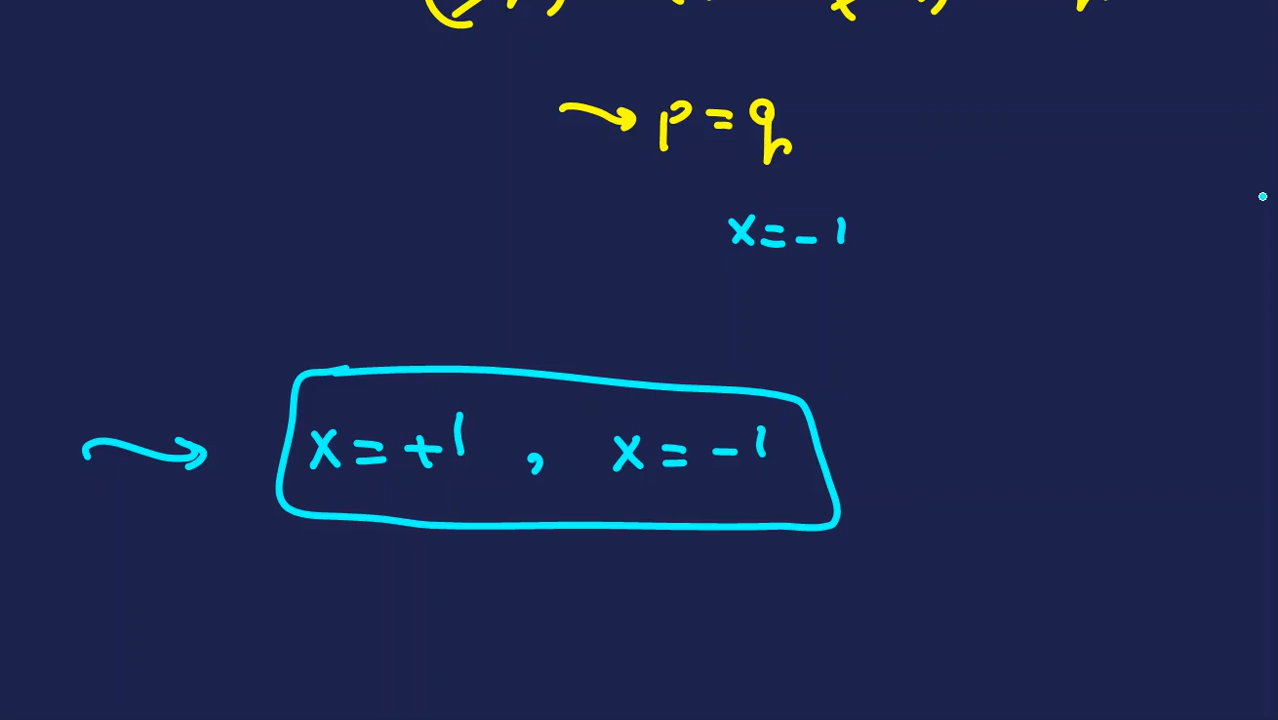 p = q
x = - 1
x = + 1 , x = - 1